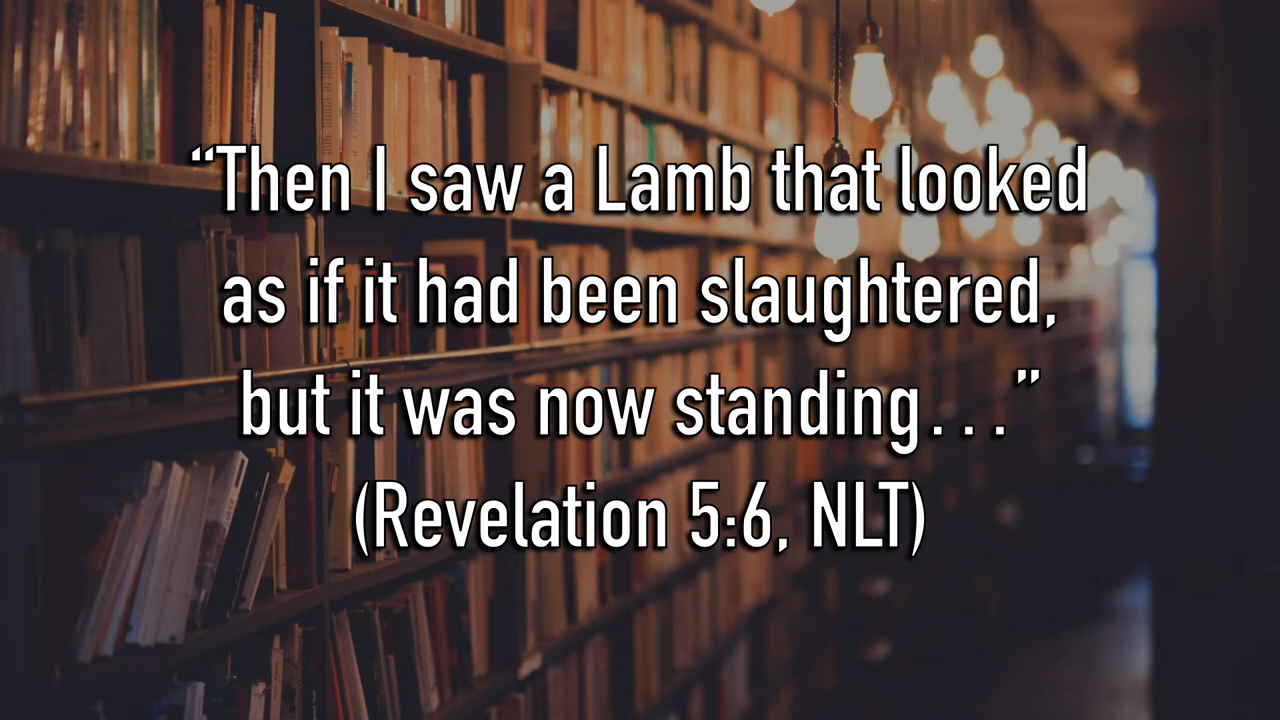 “Then I saw a Lamb that looked
as if it had been slaughtered,
but it was now standing . . .”
(Revelation 5:6, NLT)